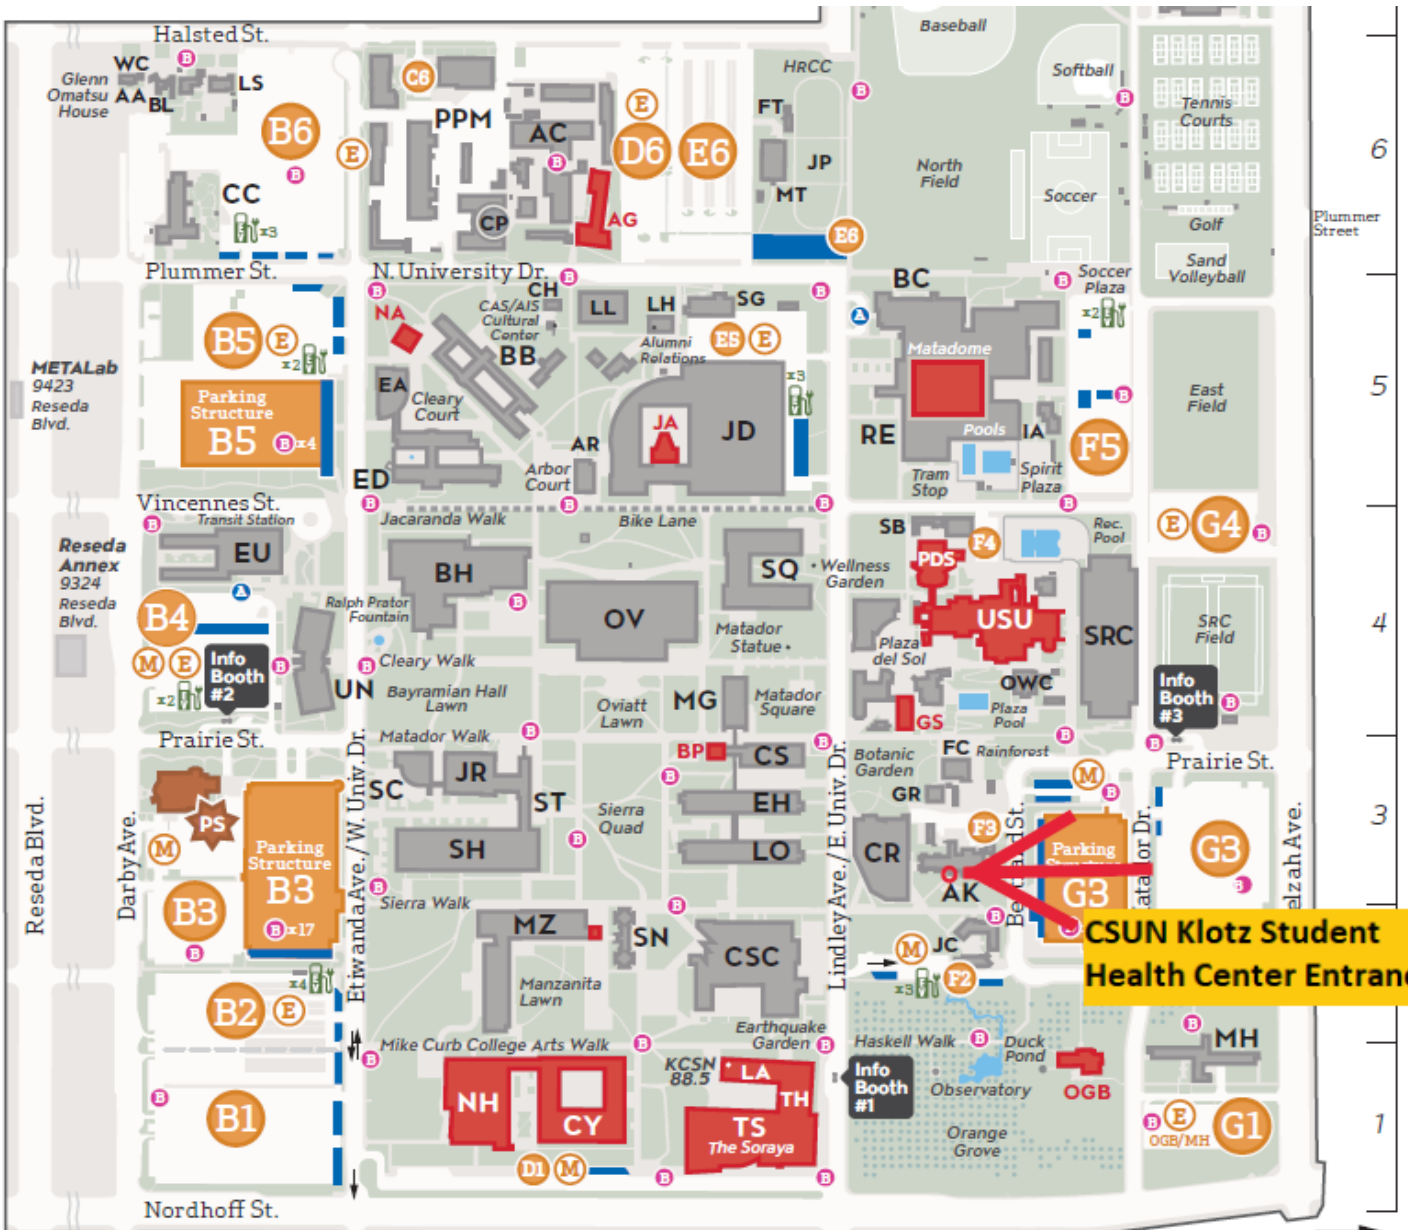 Halsted St.
WC
Glenn
Omatsu
House
AA
BL
LS
B6
B
E
C6
PPM
AC
B
E
D6
E6
B
CC
x3
CP
AG
HRCC
FT
JP
MT
E6
B
Baseball
Softball
B
North
Field
Soccer
Tennis
Courts
Golf
Sand
Volleyball
6
Plummer
Street
Plummer St.
N. University Dr.
B
B
B
B
NA
CH
CAS/AIS
Cultural
Center
LL
LH
SG
Alumni
Relations
E5
E
BB
A
BC
Soccer
Plaza
x2
B5
E
x2
METALab
9423
Reseda
Blvd.
Parking
Structure
B5
B
x4
EA
Cleary
Court
ED
AR
Arbor
Court
JA
JD
x3
Matadome
RE
Pools
IA
Tram
Stop
Spirit
Plaza
B
F5
East
Field
5
Vincennes St.
B
B
B
B
B
Transit Station
EU
Jacaranda Walk
Bike Lane
SB
F4
Rec.
Pool
E
G4
B
Reseda
Annex
9324
Reseda
Blvd.
A
B4
M
E
x2
Info
Booth
#2
B
Ralph Prator
Fountain
UN
BH
B
OV
SQ
Wellness
Garden
PDS
USU
SRC
SRC
Field
4
Matador
Statue
Plaza
del Sol
B
Cleary Walk
Bayramian Hall
Lawn
Oviatt
Lawn
MG
Matador
Square
GS
OWC
Plaza
Pool
Info
Booth
#3
B
B
B
Prairie St.
Matador Walk
B
BP
B
B
Botanic
Garden
FC
Rainforest
Prairie St.
PS
M
SC
JR
ST
CS
EH
LO
Sierra
Quad
B
GR
F3
M
B
3
Reseda Blvd.
Darby Ave.
B3
B
Parking
Structure
B3
B
x17
Etiwanda Ave./ W. Univ. Dr.
SH
B
Sierra Walk
MZ
SN
B
CSC
Lindley Ave./ E. Univ. Dr.
CR
AK
Parking
G3
B
B
G3
B
CSUN Klotz Student
Health Center Entranc
M
JC
x3
F2
x4
B2
E
Manzanita
Lawn
Earthquake
Garden
Mike Curb College Arts Walk
B
B
B
Haskell Walk
B
Duck
Pond
B
MH
KCSN
88.5
LA
TH
Info
Booth
#1
Observatory
OGB
B
B1
NH
CY
TS
The Soraya
Orange
Grove
B
E
OGB/MH
G1
1
D1
M
B
B
Nordhoff St.